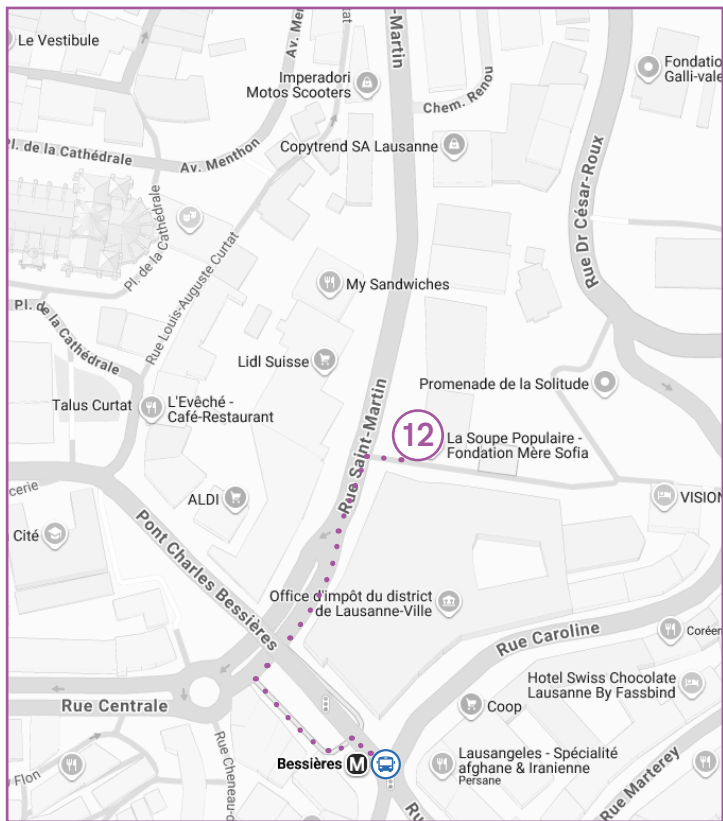 Le Vestibule
Av. Menthon
-Martin
Imperadori
Motos Scooters
Fondatio
Galli-vale
Chem. Renou
Pl. de la Cathédrale
Av. Menthon
Copytrend SA Lausanne
Pl. de la Cathédrale
Rue Louis-Auguste Curtat
Rue Dr César-Roux
My Sandwiches
Pl. de la Cathédrale
Lidl Suisse
Promenade de la Solitude
Talus Curtat
L'Evêché -
Café-Restaurant
Rue Saint-Martin
12
La Soupe Populaire -
Fondation Mère Sofia
cerie
ALDI
VISION
Cité
Pont Charles Bessières
Office d'impôt du district
de Lausanne-Ville
Rue Caroline
Coréen
Hotel Swiss Chocolate
Lausanne By Fassbind
Rue Centrale
Coop
Rue Cheneau-d
Bessières M
Lausangeles - Spécialité
afghane & Iranienne
Persane
Flon
Rue Marterey
Ru